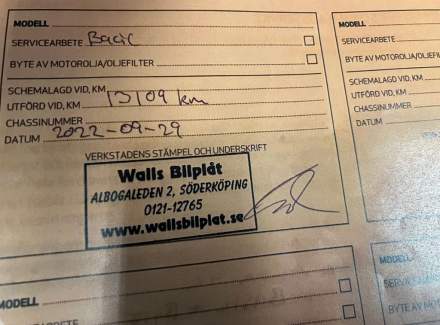 MODELL
SERVICEARBETE Basic
BYTE AV MOTOROLJA/OLJEFILTER
SCHEMALAGD VID, KM
UTFÖRD VID, KM 13109 km
CHASSINUMMER
DATUM 2022-09-29
VERKSTADENS STÄMPEL OCH UNDERSKRIFT
Walls Bilplåt
ALBOGALEDEN 2, SÖDERKÖPING
0121-12765
www.wallsbilplat.se
MODELL
SERVICEARBETE
BYTE AV MOTOROLJA/OLJEF
SCHEMALAGD VID, KM
UTFÖRD VID, KM
CHASSINUMMER
DATUM
MODELL
MODELL